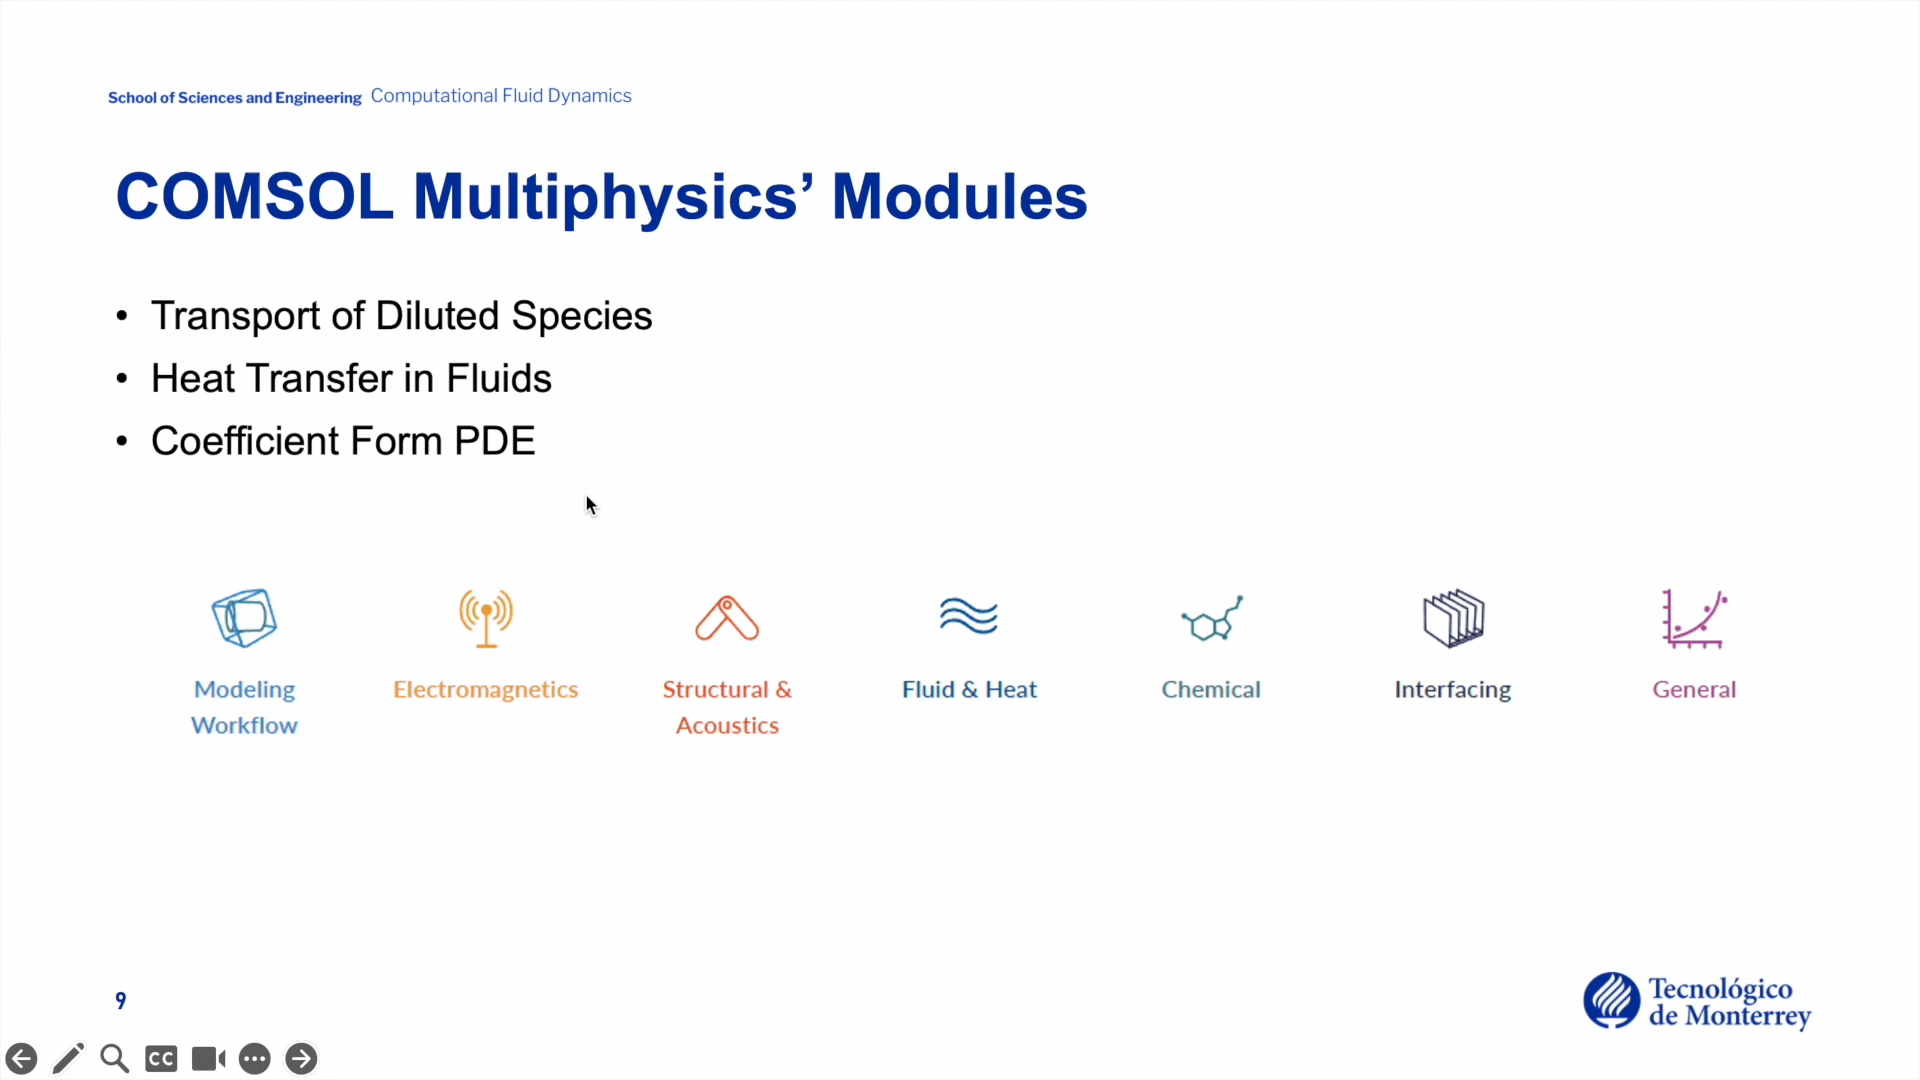 School of Sciences and Engineering Computational Fluid Dynamics
COMSOL Multiphysics’ Modules
• Transport of Diluted Species
• Heat Transfer in Fluids
• Coefficient Form PDE
Modeling
Workflow
Electromagnetics
Structural &
Acoustics
Fluid & Heat
Chemical
Interfacing
General
9
Tecnológico
de Monterrey
CC